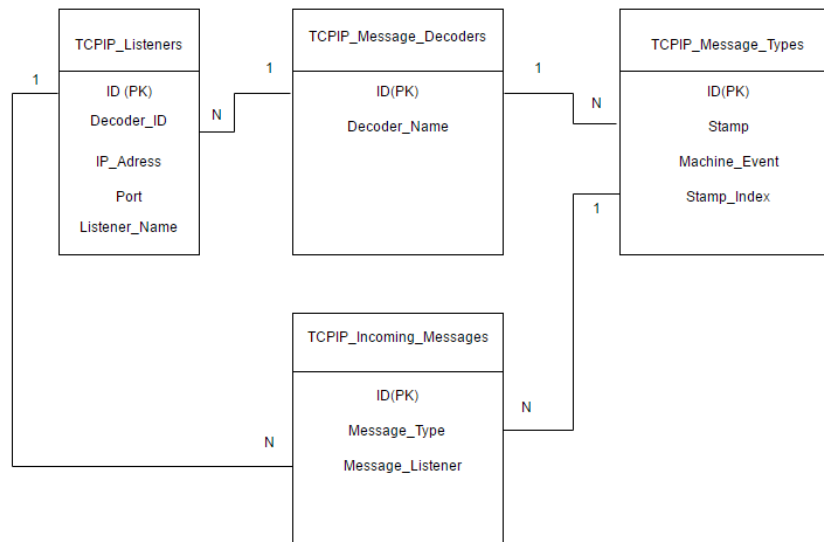 TCPIP_Listeners
ID (PK)
Decoder_ID
IP_Adress
Port
Listener_Name
TCPIP_Message_Decoders
ID(PK)
Decoder_Name
TCPIP_Message_Types
ID(PK)
Stamp
Machine_Event
Stamp_Index
TCPIP_Incoming_Messages
ID(PK)
Message_Type
Message_Listener
1
N
1
1
N
1
N
N